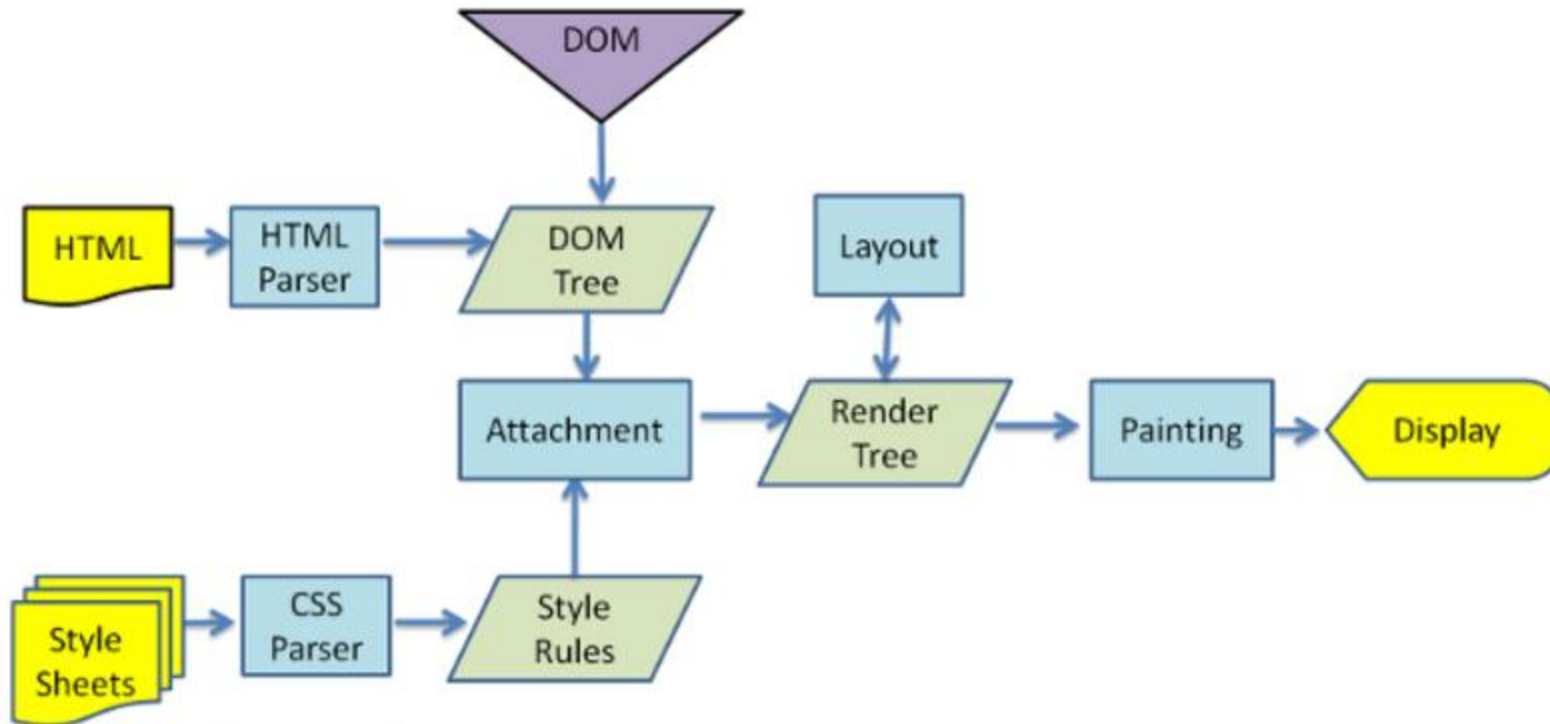 DOM
HTML
HTML
Parser
DOM
Tree
Layout
Attachment
Render
Tree
Painting
Display
Style
Sheets
CSS
Parser
Style
Rules